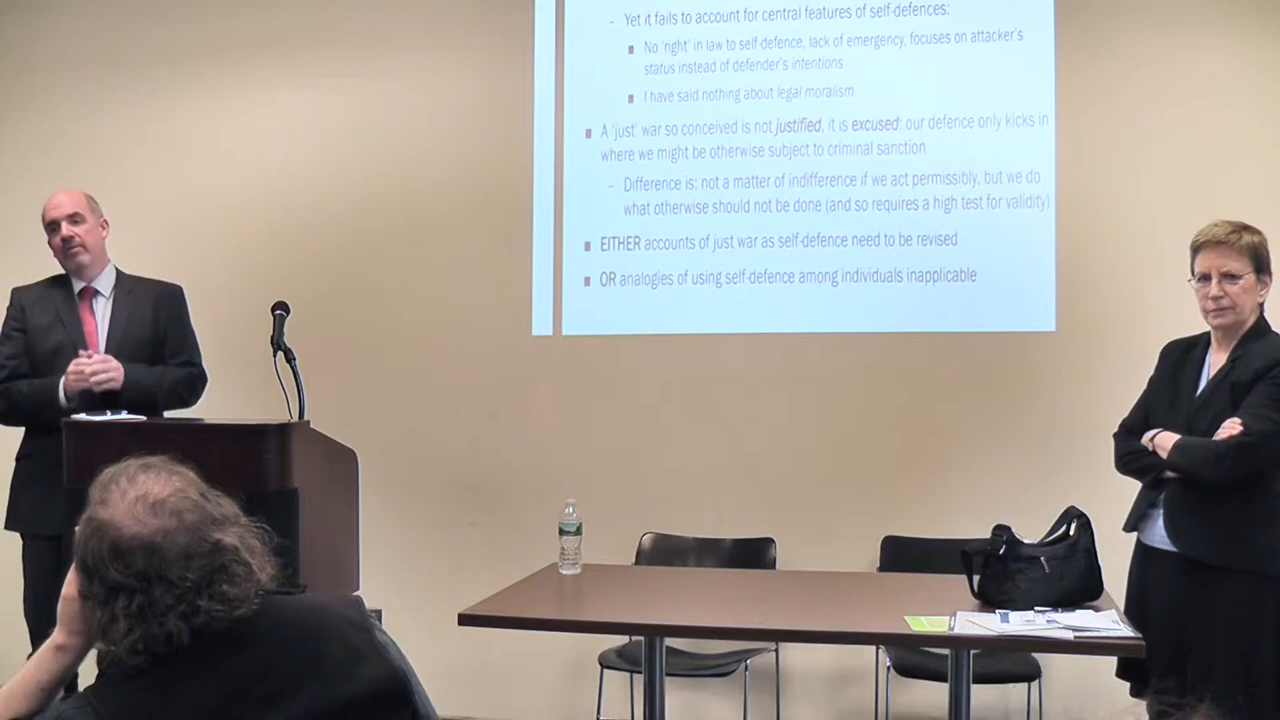 - Yet it fails to account for central features of self-defences:
▪ No 'right' in law to self-defence, lack of emergency, focuses on attacker's
status instead of defender's intentions
▪ I have said nothing about legal moralism
▪ A 'just' war so conceived is not justified, it is excused: our defence only kicks in
where we might be otherwise subject to criminal sanction
- Difference is: not a matter of indifference if we act permissibly, but we do
what otherwise should not be done (and so requires a high test for validity)
▪ EITHER accounts of just war as self-defence need to be revised
▪ OR analogies of using self-defence among individuals inapplicable